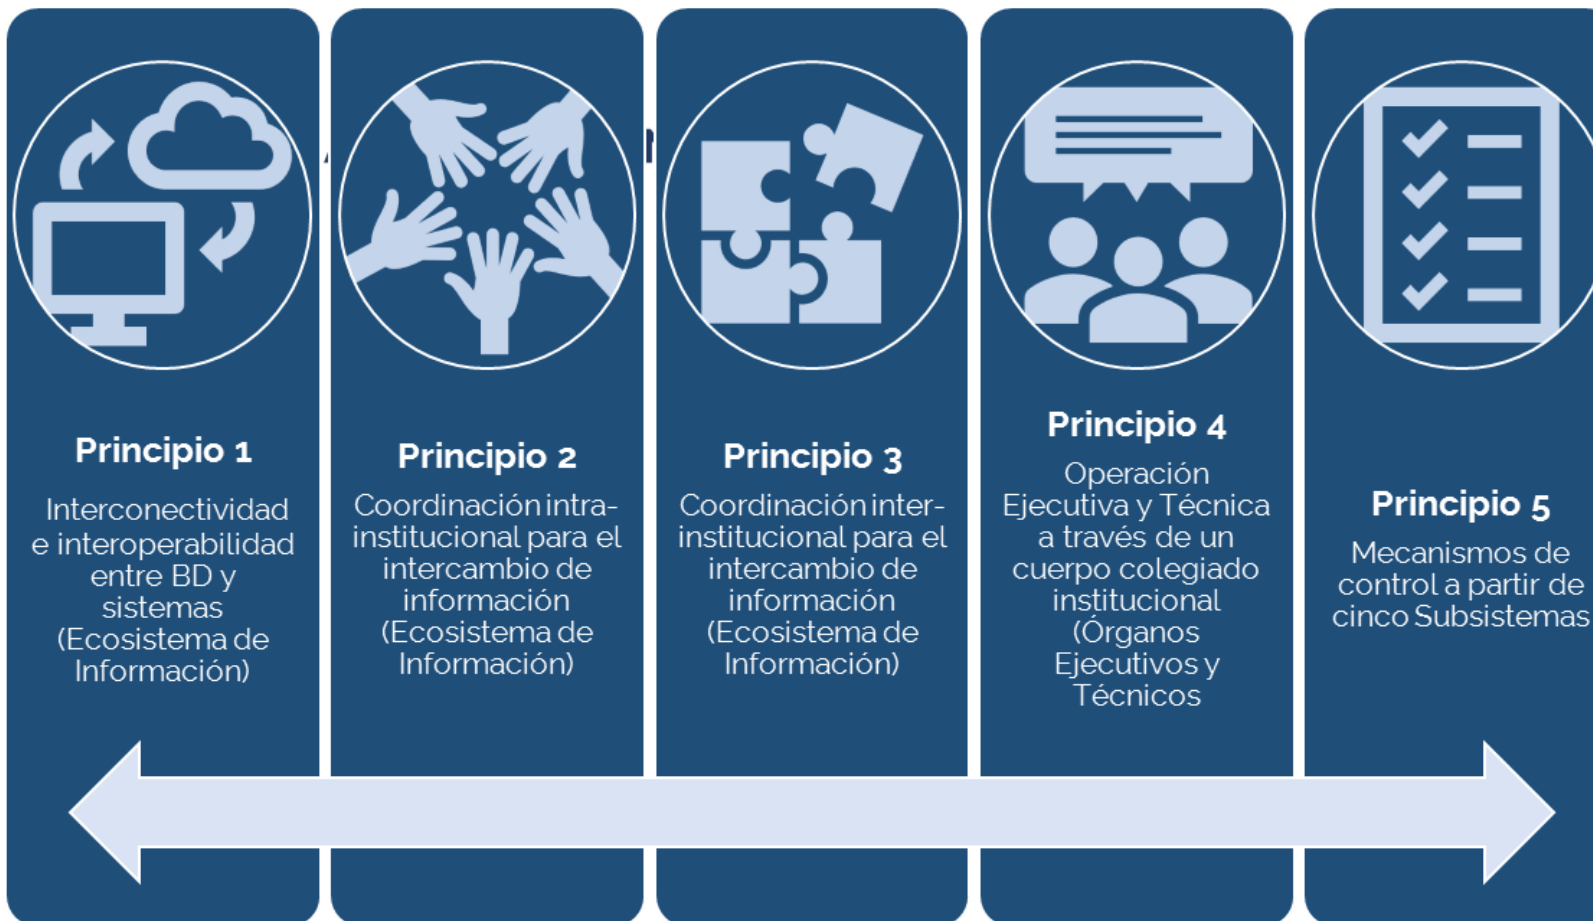 Principio 1
Interconectividad
e interoperabilidad
entre BD y
sistemas
(Ecosistema de
Información)
Principio 2
Coordinación intra-
institucional para el
intercambio de
información
(Ecosistema de
Información)
Principio 3
Coordinación inter-
institucional para el
intercambio de
información
(Ecosistema de
Información)
Principio 4
Operación
Ejecutiva y Técnica
a través de un
cuerpo colegiado
institucional
(Órganos
Ejecutivos y
Técnicos
Principio 5
Mecanismos de
control a partir de
cinco Subsistemas